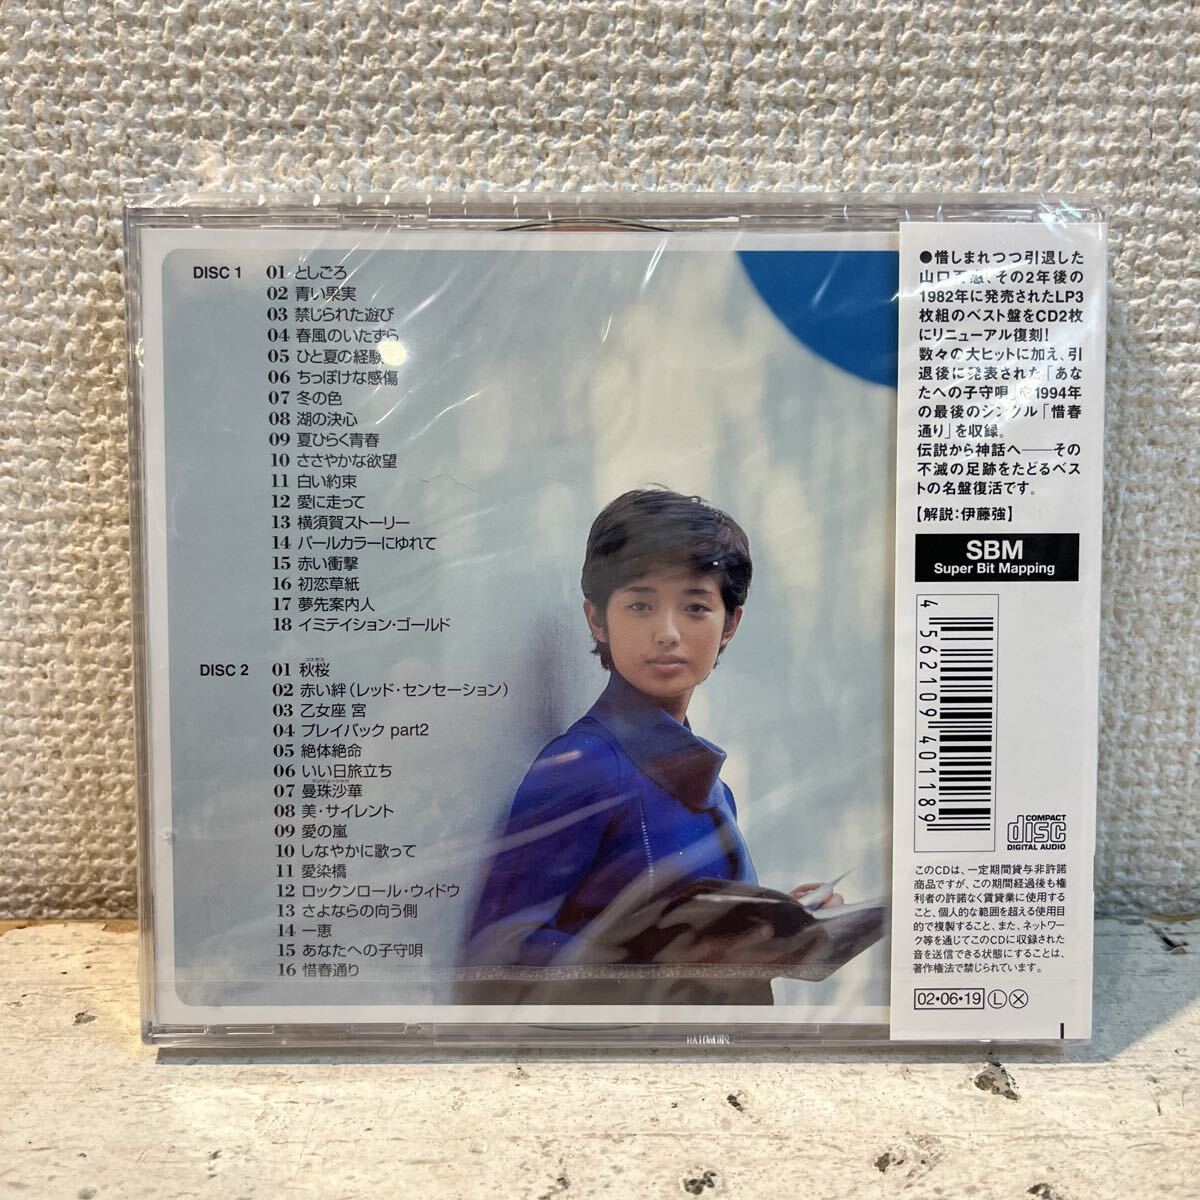 DISC 1
01 としごろ
02 青い果実
03 禁じられた遊び
04 春風のいたずら
05 ひと夏の経験
06 ちっぽけな感傷
07 冬の色
08 湖の決心
09 夏ひらく青春
10 ささやかな欲望
11 白い約束
12 愛に走って
13 横須賀ストーリー
14 パールカラーにゆれて
15 赤い衝撃
16 初恋草紙
17 夢先案内人
18 イミテイション・ゴールド
DISC 2
コスモス
01 秋桜
02 赤い絆(レッド・センセーション)
03 乙女座 宮
04 プレイバック part2
05 絶体絶命
06 いい日旅立ち
マンジューシャカ
07 曼珠沙華
08 美・サイレント
09 愛の嵐
10 しなやかに歌って
11 愛染橋
12 ロックンロール・ウィドウ
13 さよならの向う側
14 一恵
15 あなたへの子守唄
16 惜春通り
●惜しまれつつ引退した
山口百恵、その2年後の
1982年に発売されたLP3
枚組のベスト盤をCD2枚
にリニューアル復刻!
数々の大ヒットに加え、引
退後に発表された「あな
たへの子守唄」や1994年
の最後のシングル「惜春
通り」を収録。
伝説から神話へ――その
不滅の足跡をたどるベス
トの名盤復活です。
【解説:伊藤強】
SBM
Super Bit Mapping
4 562109 401189
COMPACT
disc
DIGITAL AUDIO
このCDは、一定期間貸与非許諾
商品ですが、この期間経過後も権
利者の許諾なく賃貸業に使用する
こと、個人的な範囲を超える使用目
的で複製すること、また、ネットワー
ク等を通じてこのCDに収録された
音を送信できる状態にすることは、
著作権法で禁じられています。
02・06・19 Ⓛ Ⓧ